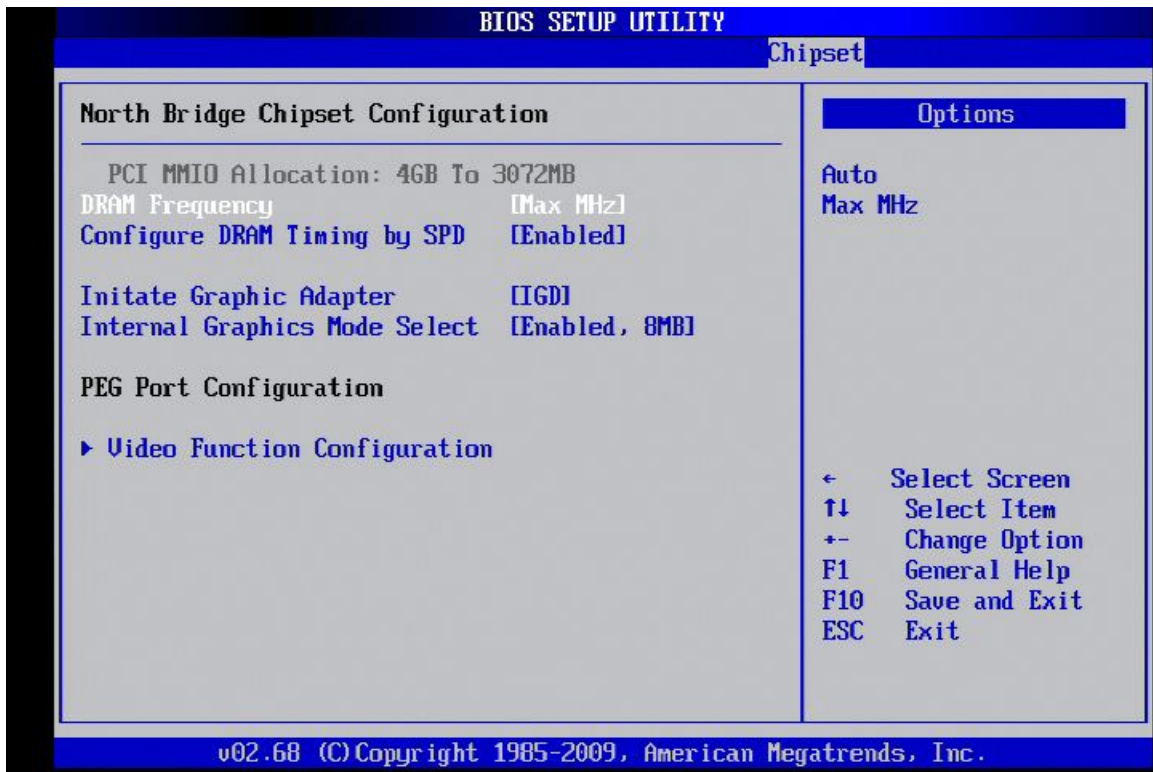 BIOS SETUP UTILITY
Chipset
North Bridge Chipset Configuration
PCI MMIO Allocation: 4GB To 3072MB
DRAM Frequency [Max MHz]
Configure DRAM Timing by SPD [Enabled]
Initate Graphic Adapter [IGD]
Internal Graphics Mode Select [Enabled, 8MB]
PEG Port Configuration
▶ Video Function Configuration
Options
Auto
Max MHz
← Select Screen
↑↓ Select Item
+- Change Option
F1 General Help
F10 Save and Exit
ESC Exit
v02.68 (C)Copyright 1985-2009, American Megatrends, Inc.